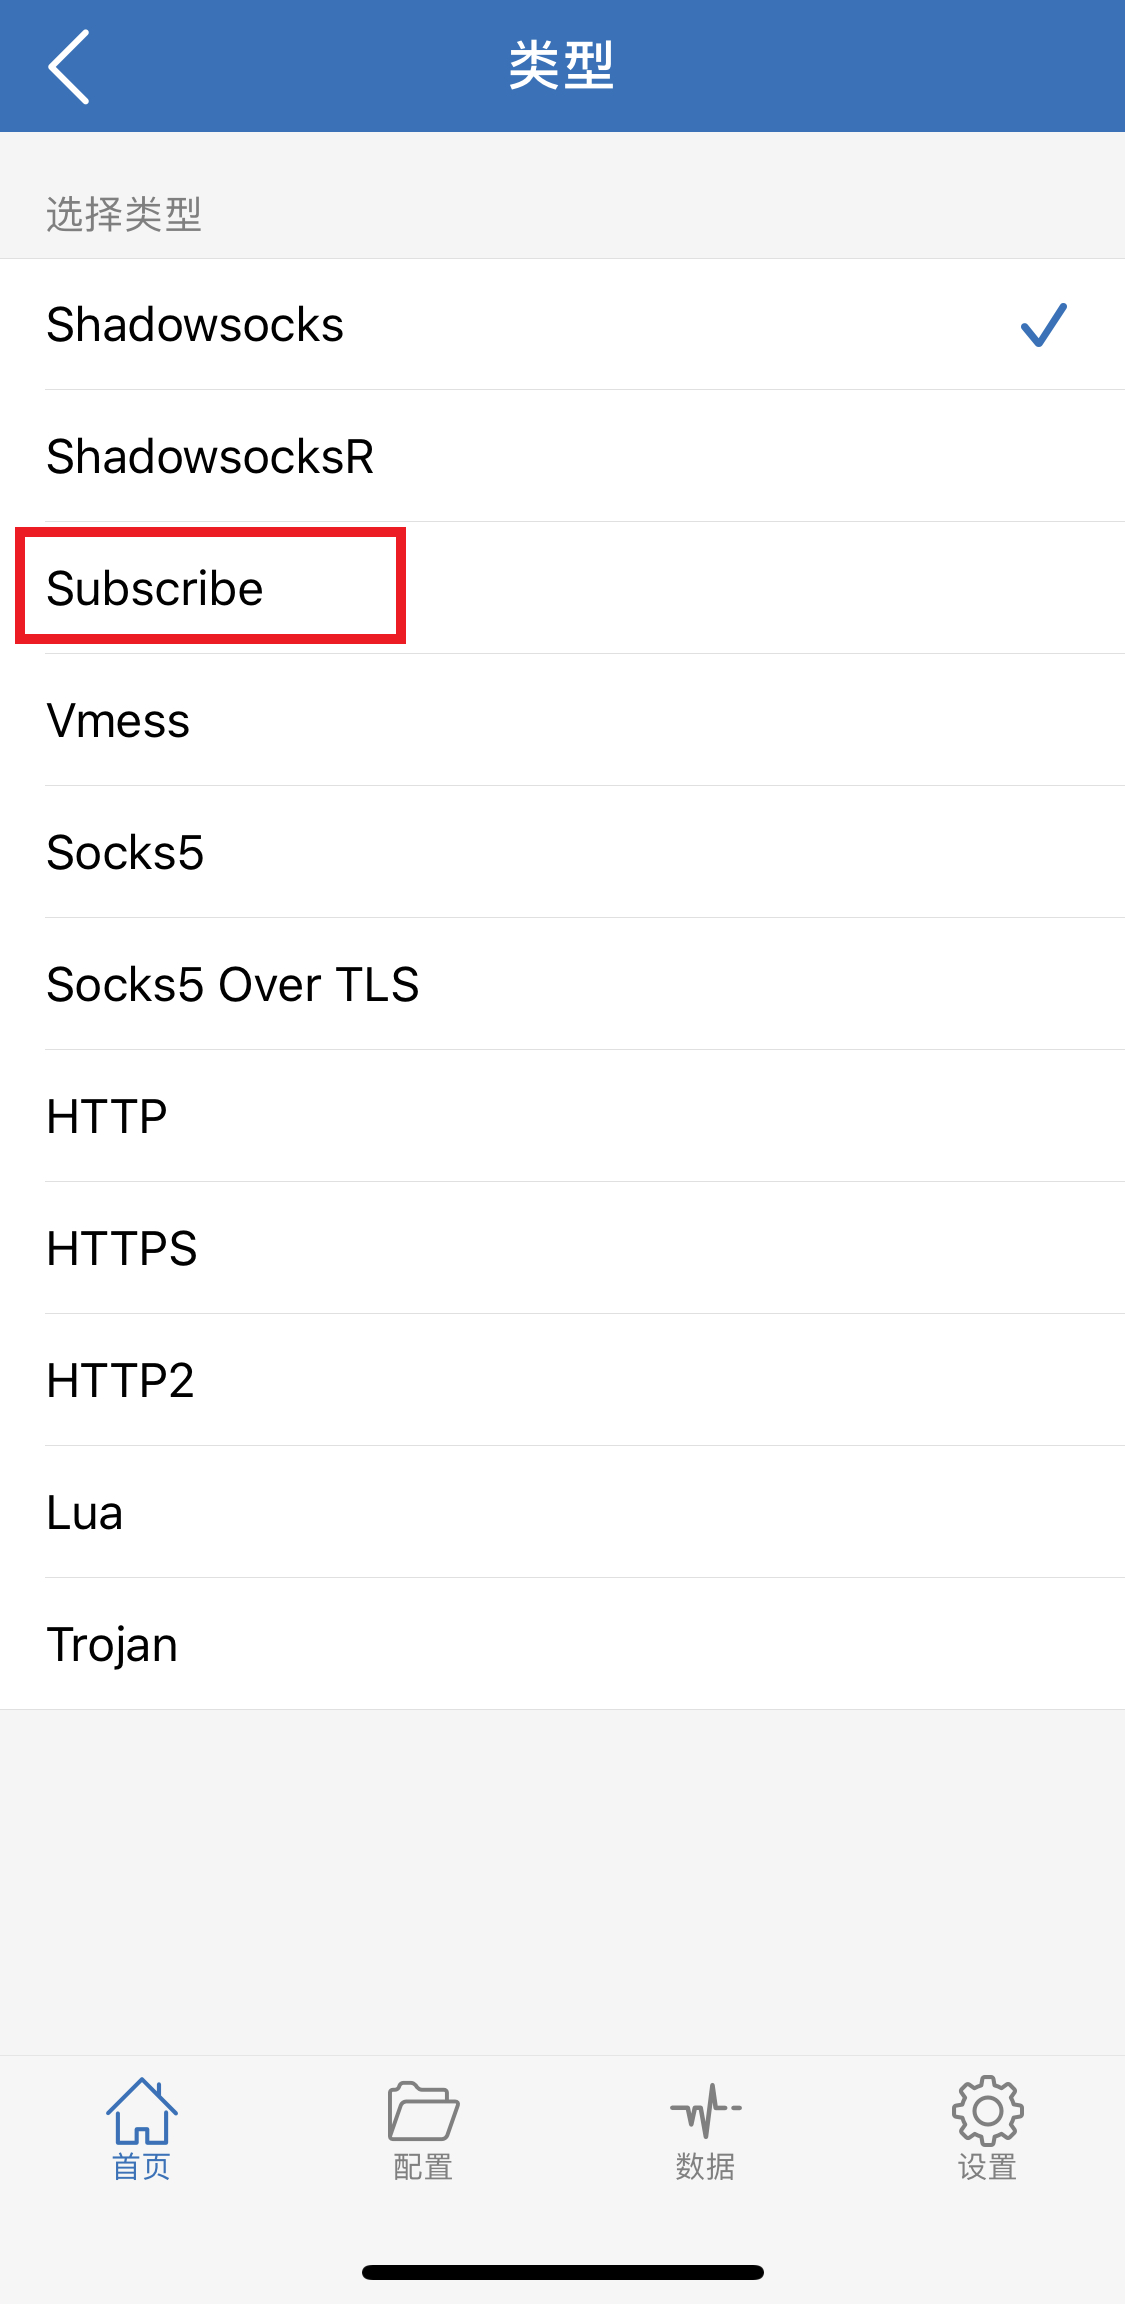 类型
选择类型
Shadowsocks
ShadowsocksR
Subscribe
Vmess
Socks5
Socks5 Over TLS
HTTP
HTTPS
HTTP2
Lua
Trojan
首页 配置 数据 设置